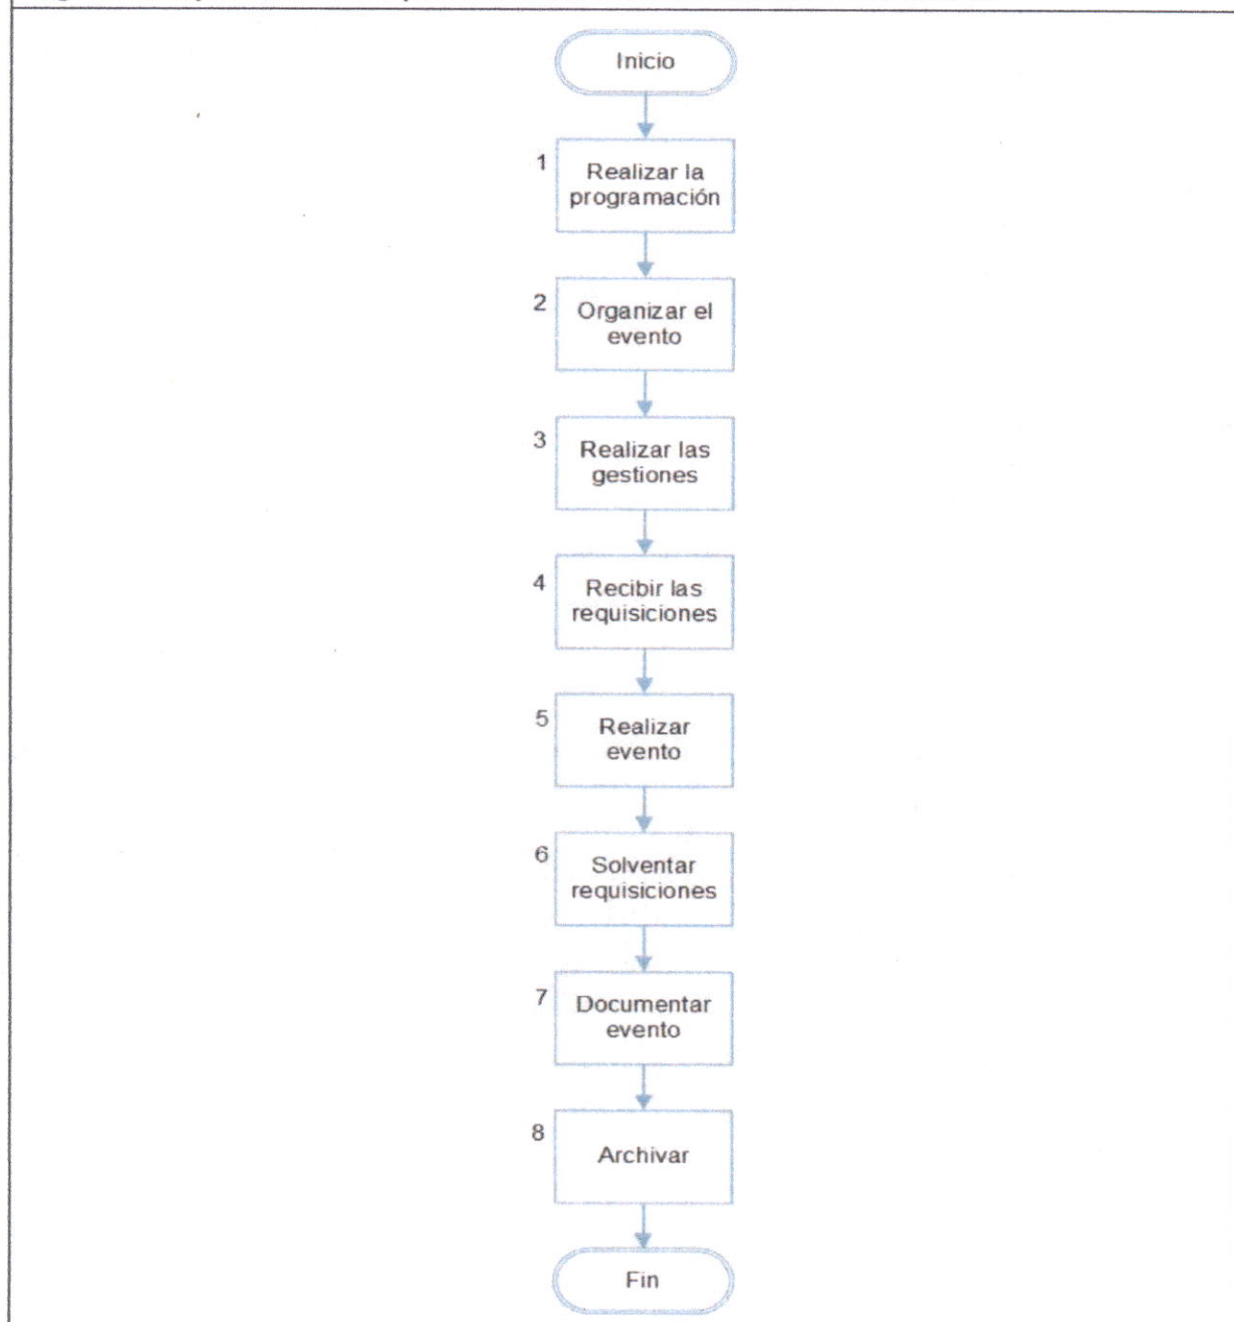 Inicio
1
Realizar la
programación
2
Organizar el
evento
3
Realizar las
gestiones
4
Recibir las
requisiciones
5
Realizar
evento
6
Solventar
requisiciones
7
Documentar
evento
8
Archivar
Fin